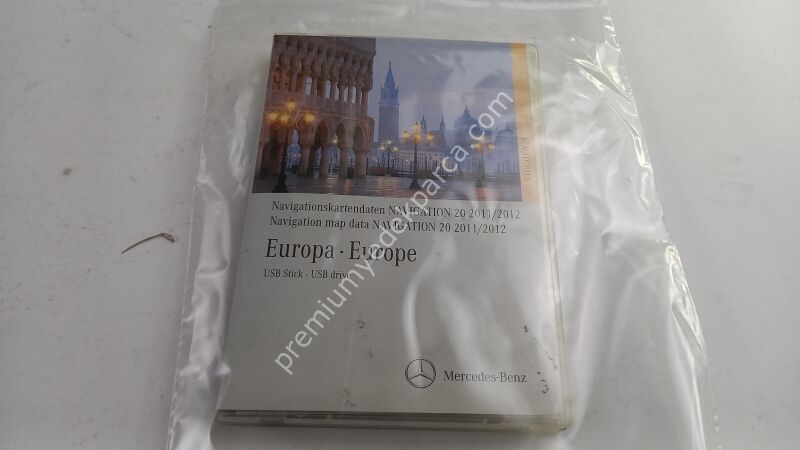 NAVIGATION
Navigationskartendaten NAVIGATION 20 2011/2012
Navigation map data NAVIGATION 20 2011/2012
Europa · Europe
USB Stick - USB drive
Mercedes-Benz
premiumyedekparca.com